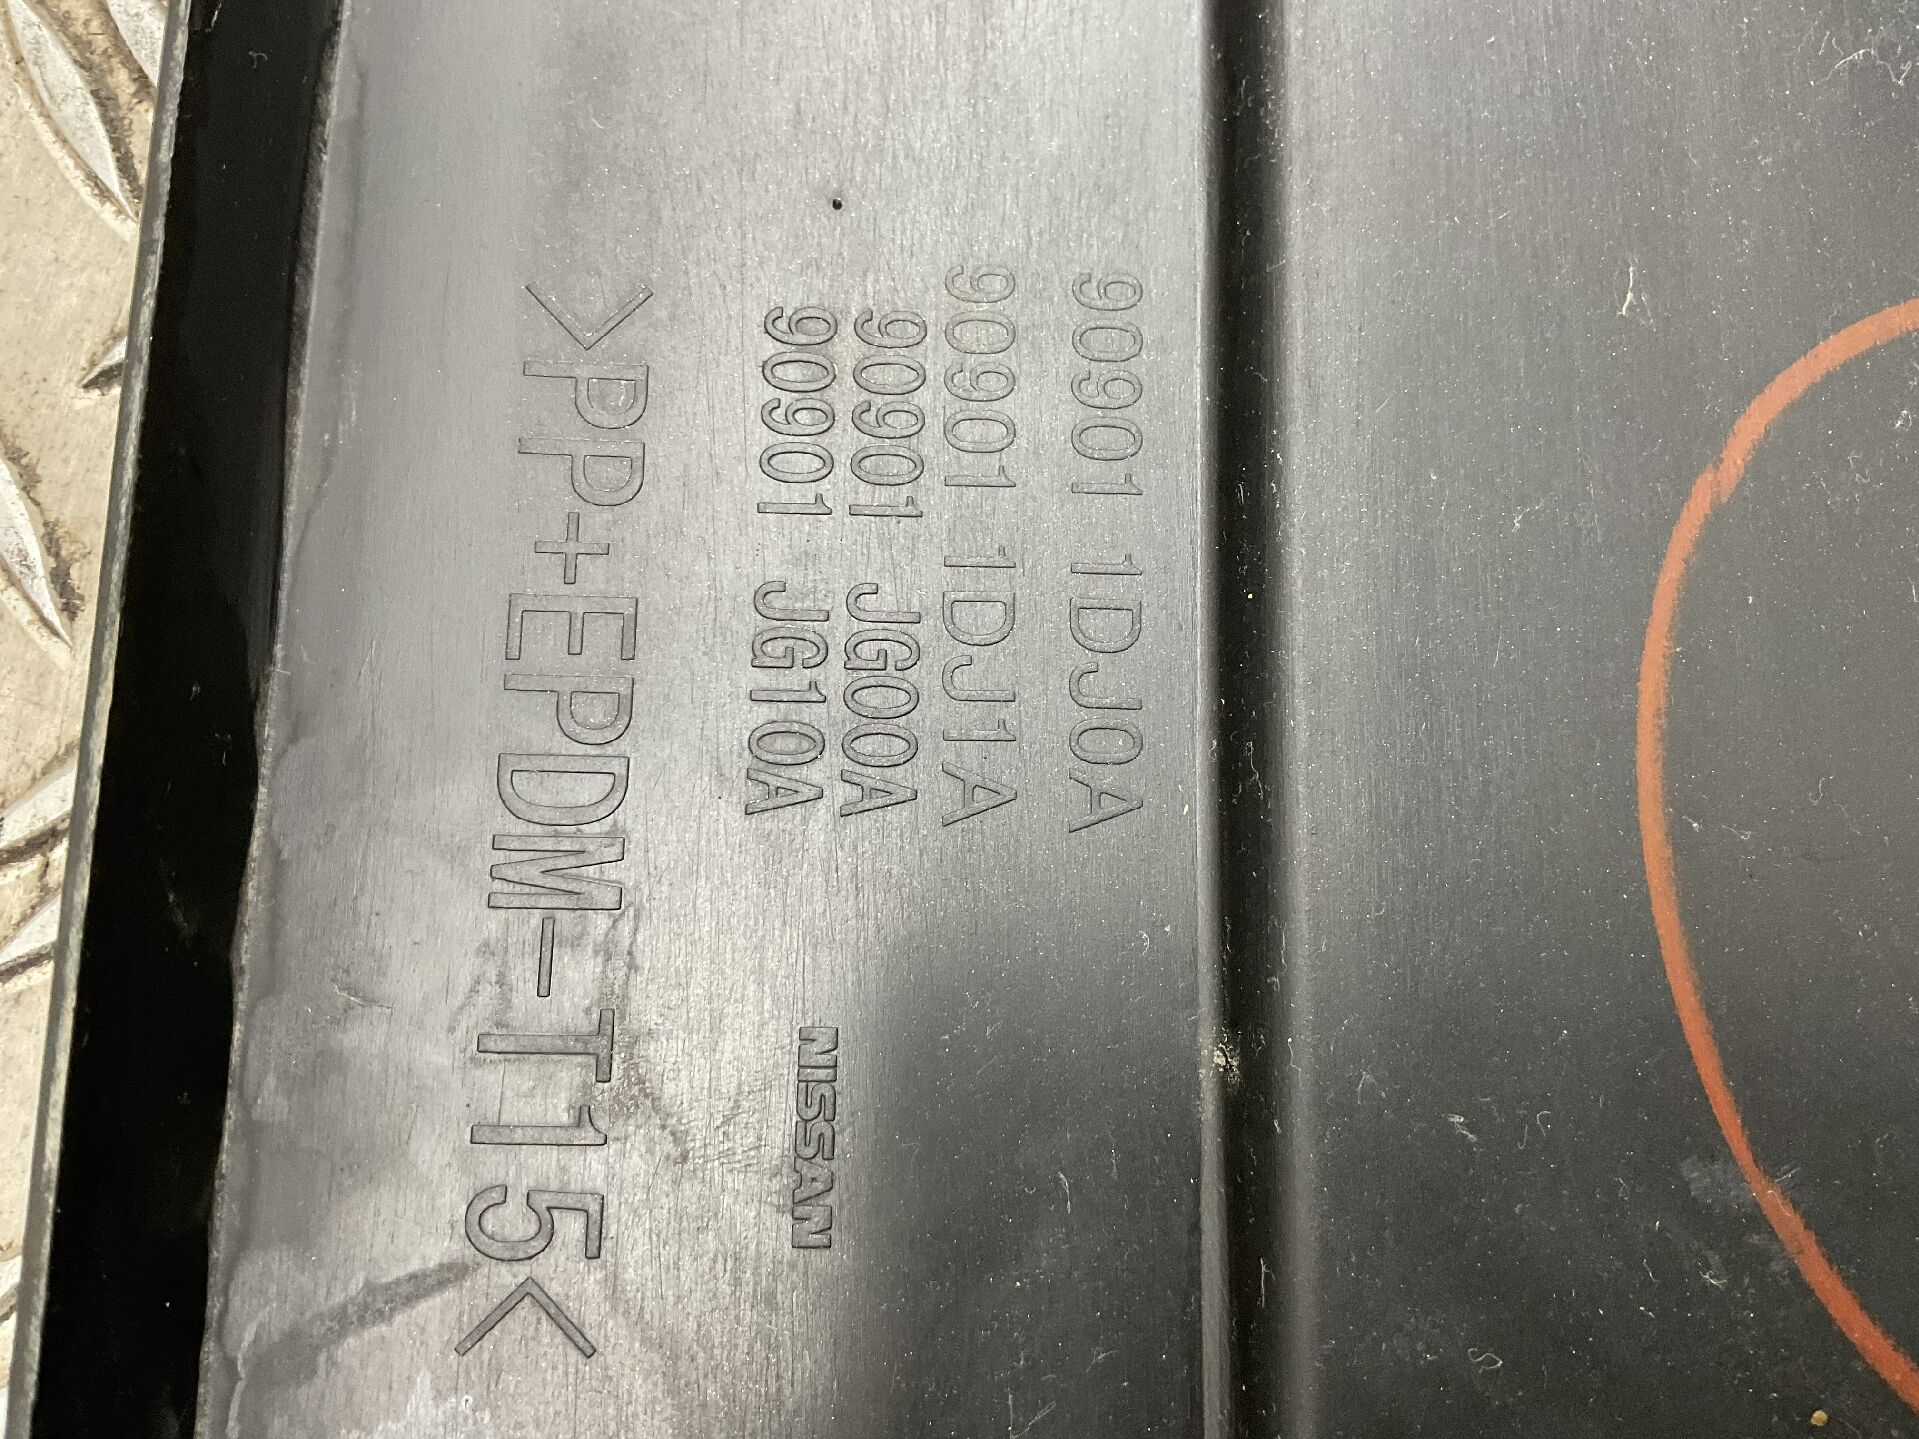 90901 1DJ0A
90901 1DJ1A
90901 JG00A
90901 JG10A
NISSAN
>PP+EPDM-T15<